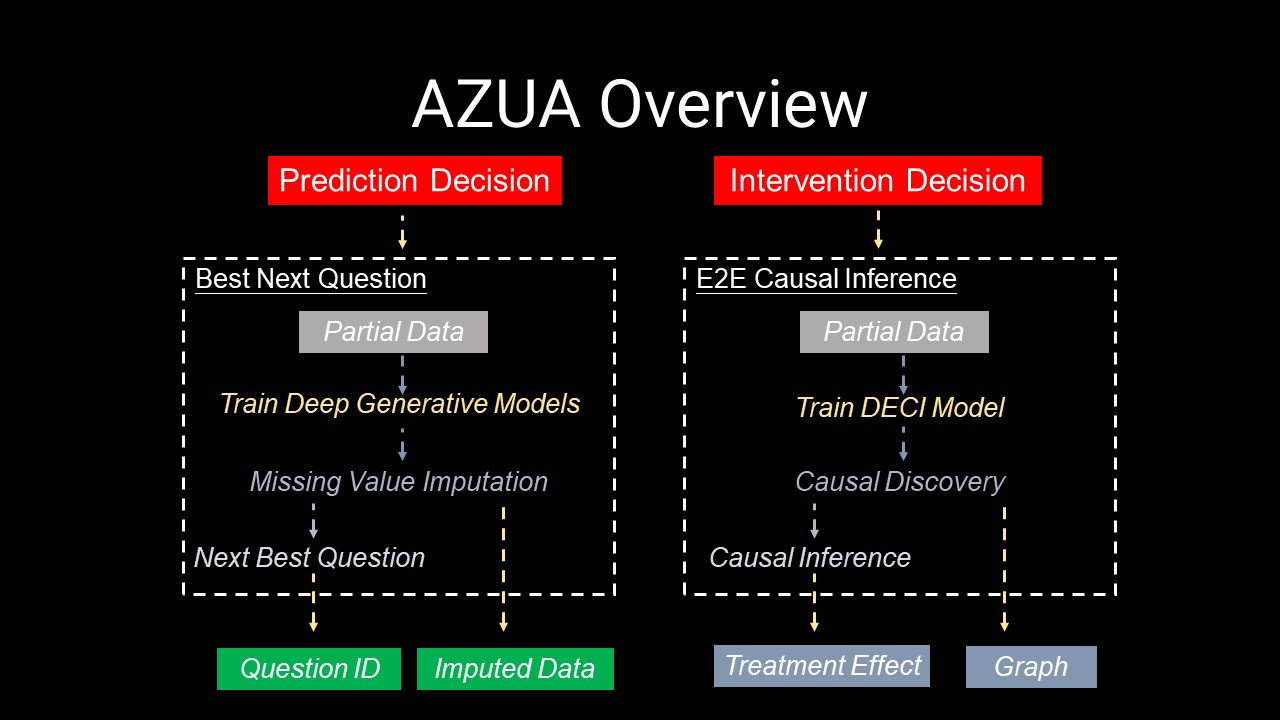 AZUA Overview
Prediction Decision
Intervention Decision
Best Next Question
Partial Data
Train Deep Generative Models
Missing Value Imputation
Next Best Question
Question ID
Imputed Data
E2E Causal Inference
Partial Data
Train DECI Model
Causal Discovery
Causal Inference
Treatment Effect
Graph